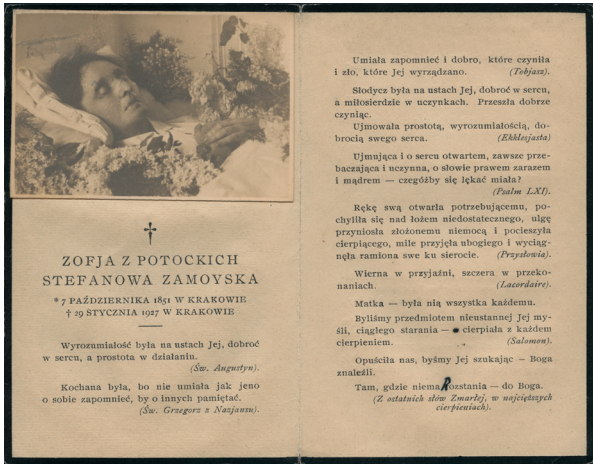 †
ZOFJA Z POTOCKICH
STEFANOWA ZAMOYSKA
* 7 PAŹDZIERNIKA 1851 W KRAKOWIE
† 29 STYCZNIA 1927 W KRAKOWIE
Wyrozumiałość była na ustach Jej, dobroć
w sercu, a prostota w działaniu.
(Św. Augustyn).
Kochana była, bo nie umiała jak jeno
o sobie zapomnieć, by o innych pamiętać.
(Św. Grzegorz z Nazjansu).
Umiała zapomnieć i dobro, które czyniła
i zło, które Jej wyrządzano. (Tobjasz).
Słodycz była na ustach Jej, dobroć w sercu,
a miłosierdzie w uczynkach. Przeszła dobrze
czyniąc.
Ujmowała prostotą, wyrozumiałością, do-
brocią swego serca. (Ekklesjasta)
Ujmująca i o sercu otwartem, zawsze prze-
baczająca i uczynna, o słowie prawem zarazem
i mądrem — czegóżby się lękać miała?
(Psalm LXI).
Rękę swą otwarła potrzebującemu, po-
chyliła się nad łożem niedostatecznego, ulgę
przyniosła złożonemu niemocą i pocieszyła
cierpiącego, mile przyjęła ubogiego i wyciąg-
nęła ramiona swe ku sierocie. (Przysłowia).
Wierna w przyjaźni, szczera w przeko-
naniach. (Lacordaire).
Matka — była nią wszystka każdemu.
Byliśmy przedmiotem nieustannej Jej my-
śli, ciągłego starania — cierpiała z każdem
cierpieniem. (Salomon).
Opuściła nas, byśmy Jej szukając – Boga
znaleźli.
Tam, gdzie niema Rozstania — do Boga.
(Z ostatnich słów Zmarłej, w najcięższych
cierpieniach).